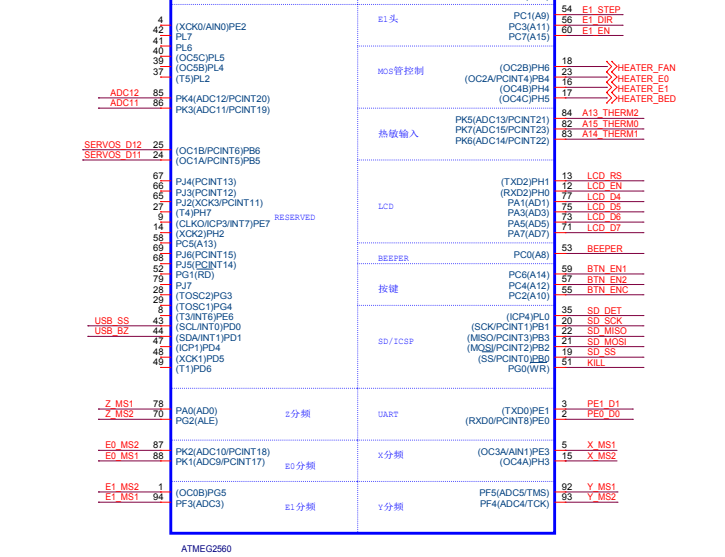 E1头
PC1(A9) 54 E1_STEP
PC3(A11) 56 E1_DIR
PC7(A15) 60 E1_EN
4 (XCK0/AIN0)PE2
42 PL7
41 PL6
40 (OC5C)PL5
39 (OC5B)PL4
37 (T5)PL2
MOS管控制
(OC2B)PH6 18 HEATER_FAN
(OC2A/PCINT4)PB4 23 HEATER_E0
(OC4B)PH4 16 HEATER_E1
(OC4C)PH5 17 HEATER_BED
ADC12 85 PK4(ADC12/PCINT20)
ADC11 86 PK3(ADC11/PCINT19)
热敏输入
PK5(ADC13/PCINT21) 84 A13_THERM2
PK7(ADC15/PCINT23) 82 A15_THERM0
PK6(ADC14/PCINT22) 83 A14_THERM1
SERVOS_D12 25 (OC1B/PCINT6)PB6
SERVOS_D11 24 (OC1A/PCINT5)PB5
67 PJ4(PCINT13)
66 PJ3(PCINT12)
65 PJ2(XCK3/PCINT11)
27 (T4)PH7
9 (CLKO/ICP3/INT7)PE7
14 (XCK2)PH2
58 PC5(A13)
69 PJ6(PCINT15)
68 PJ5(PCINT14)
52 PG1(RD)
79 PJ7
28 (TOSC2)PG3
29 (TOSC1)PG4
8 (T3/INT6)PE6
RESERVED
USB_SS 43 (SCL/INT0)PD0
USB_BZ 44 (SDA/INT1)PD1
47 (ICP1)PD4
48 (XCK1)PD5
49 (T1)PD6
LCD
(TXD2)PH1 13 LCD_RS
(RXD2)PH0 12 LCD_EN
PA1(AD1) 77 LCD_D4
PA3(AD3) 75 LCD_D5
PA5(AD5) 73 LCD_D6
PA7(AD7) 71 LCD_D7
BEEPER
PC0(A8) 53 BEEPER
按键
PC6(A14) 59 BTN_EN1
PC4(A12) 57 BTN_EN2
PC2(A10) 55 BTN_ENC
SD/ICSP
(ICP4)PL0 35 SD_DET
(SCK/PCINT1)PB1 20 SD_SCK
(MISO/PCINT3)PB3 22 SD_MISO
(MOSI/PCINT2)PB2 21 SD_MOSI
(SS/PCINT0)PB0 19 SD_SS
PG0(WR) 51 KILL
Z_MS1 78 PA0(AD0)
Z_MS2 70 PG2(ALE)
Z分频
UART
(TXD0)PE1 3 PE1_D1
(RXD0/PCINT8)PE0 2 PE0_D0
E0_MS2 87 PK2(ADC10/PCINT18)
E0_MS1 88 PK1(ADC9/PCINT17)
E0分频
X分频
(OC3A/AIN1)PE3 5 X_MS1
(OC4A)PH3 15 X_MS2
E1_MS2 1 (OC0B)PG5
E1_MS1 94 PF3(ADC3)
E1分频
Y分频
PF5(ADC5/TMS) 92 Y_MS1
PF4(ADC4/TCK) 93 Y_MS2
ATMEG2560